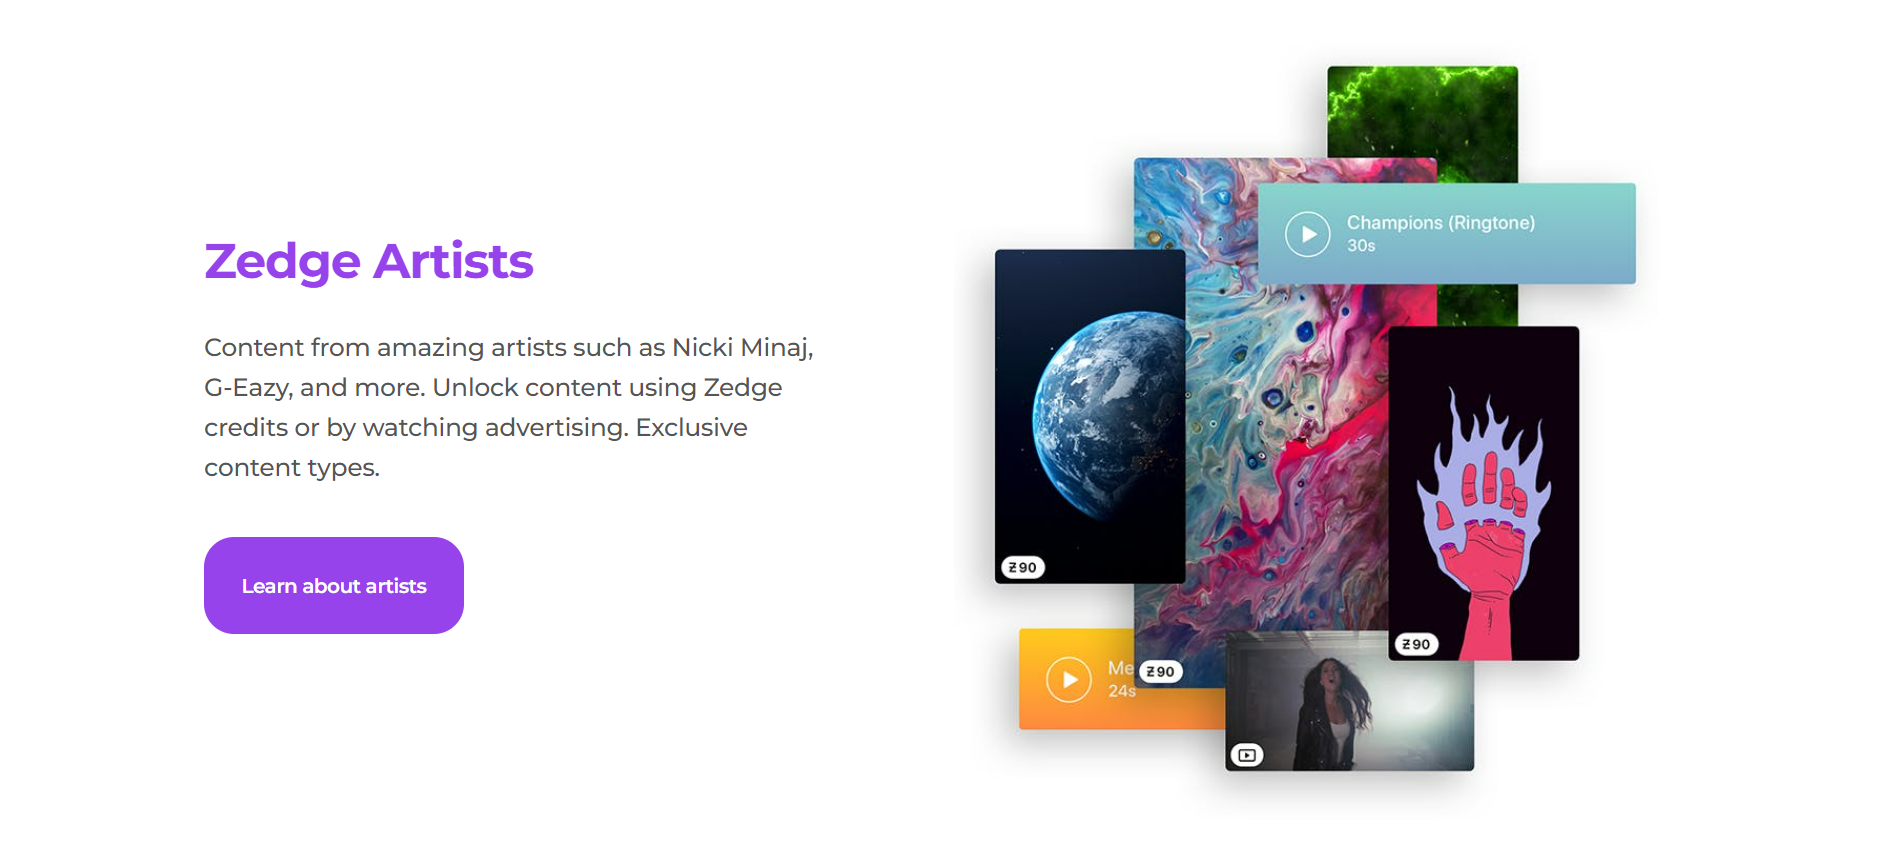 Zedge Artists
Content from amazing artists such as Nicki Minaj,
G-Eazy, and more. Unlock content using Zedge
credits or by watching advertising. Exclusive
content types.
Learn about artists
Champions (Ringtone)
30s
Ƶ90
Ƶ90
Me
24s
Ƶ90